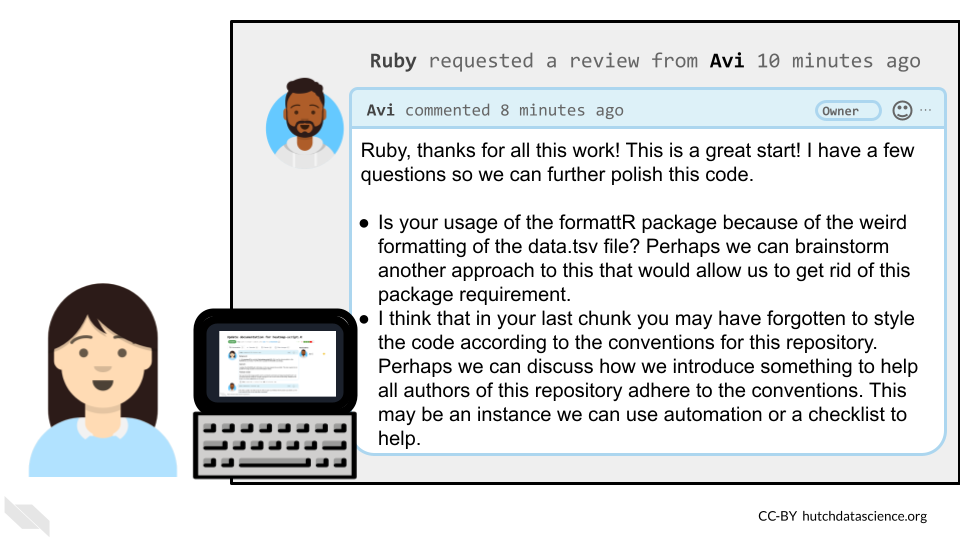 Ruby requested a review from Avi 10 minutes ago
Avi commented 8 minutes ago Owner ...
Ruby, thanks for all this work! This is a great start! I have a few
questions so we can further polish this code.
● Is your usage of the formattR package because of the weird
formatting of the data.tsv file? Perhaps we can brainstorm
another approach to this that would allow us to get rid of this
package requirement.
● I think that in your last chunk you may have forgotten to style
the code according to the conventions for this repository.
Perhaps we can discuss how we introduce something to help
all authors of this repository adhere to the conventions. This
may be an instance we can use automation or a checklist to
help.
CC-BY hutchdatascience.org